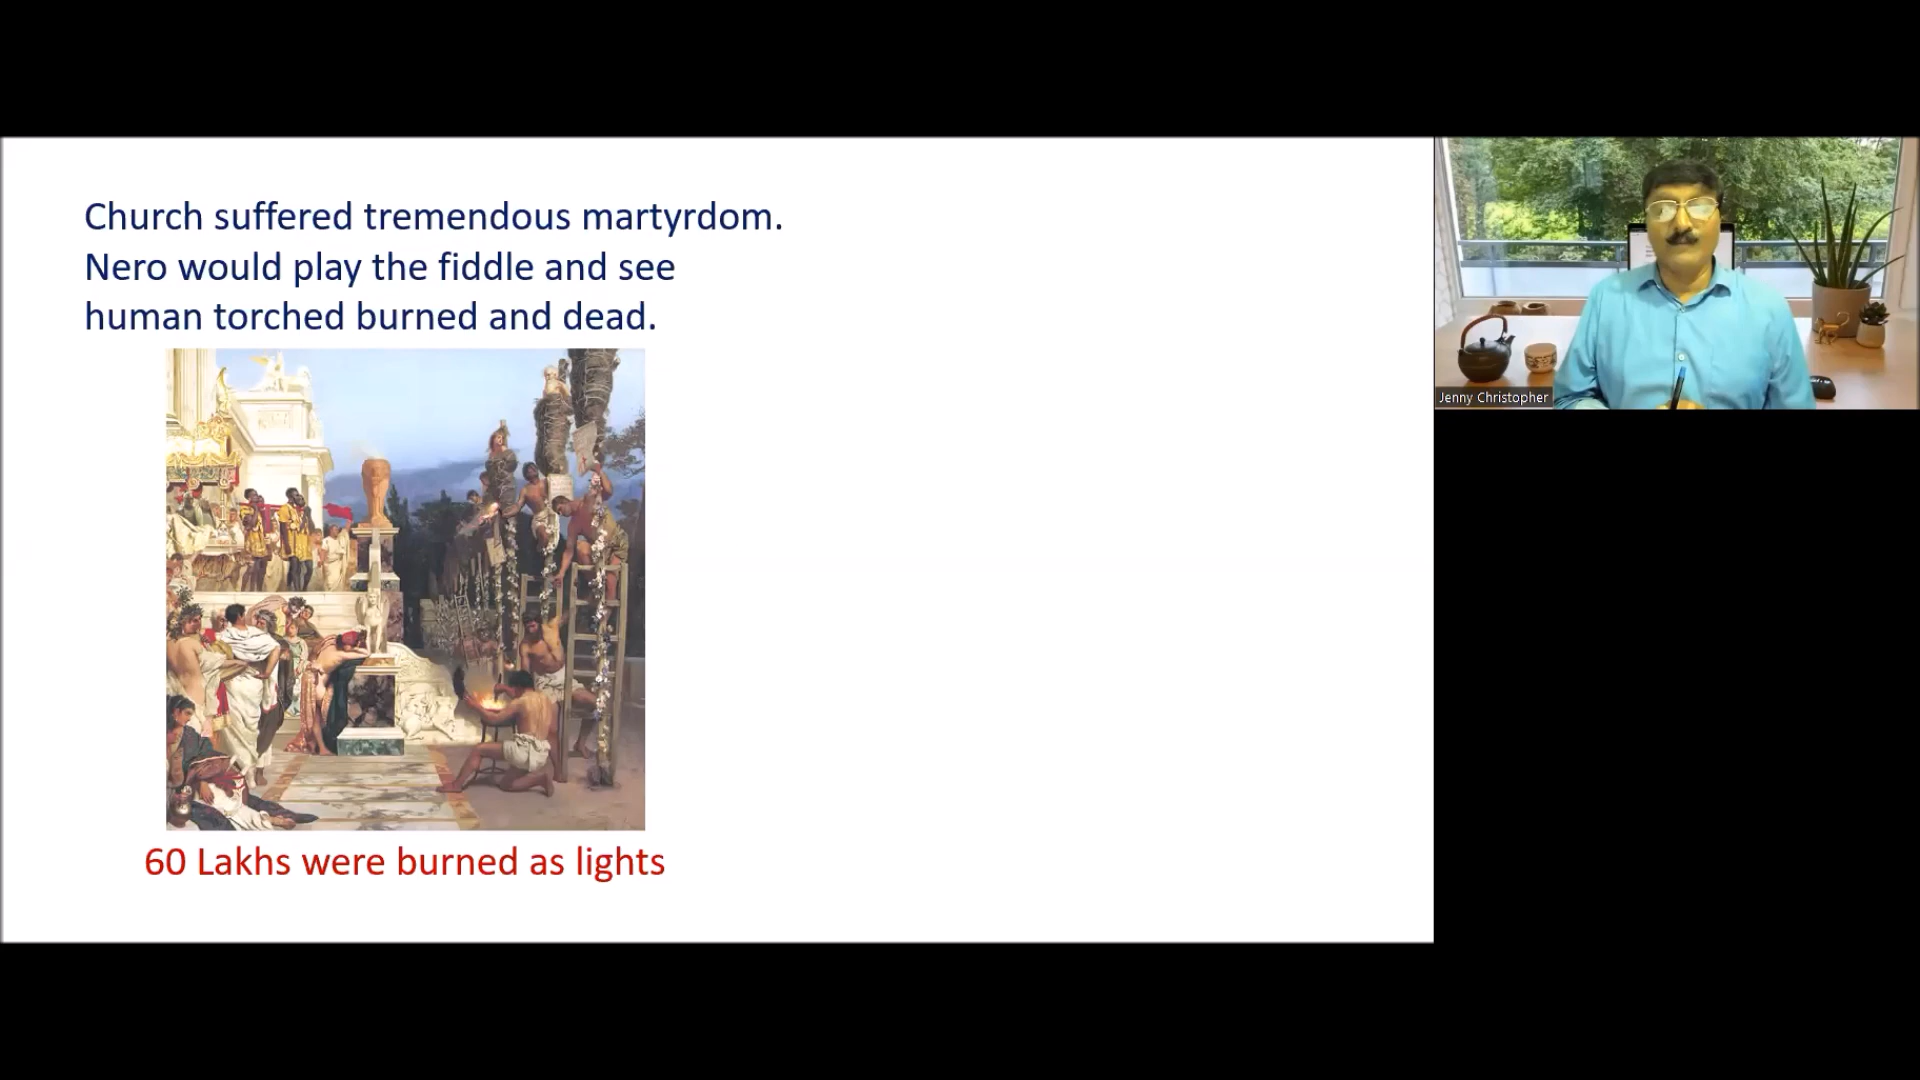 Church suffered tremendous martyrdom.
Nero would play the fiddle and see
human torched burned and dead.
60 Lakhs were burned as lights
Jenny Christopher